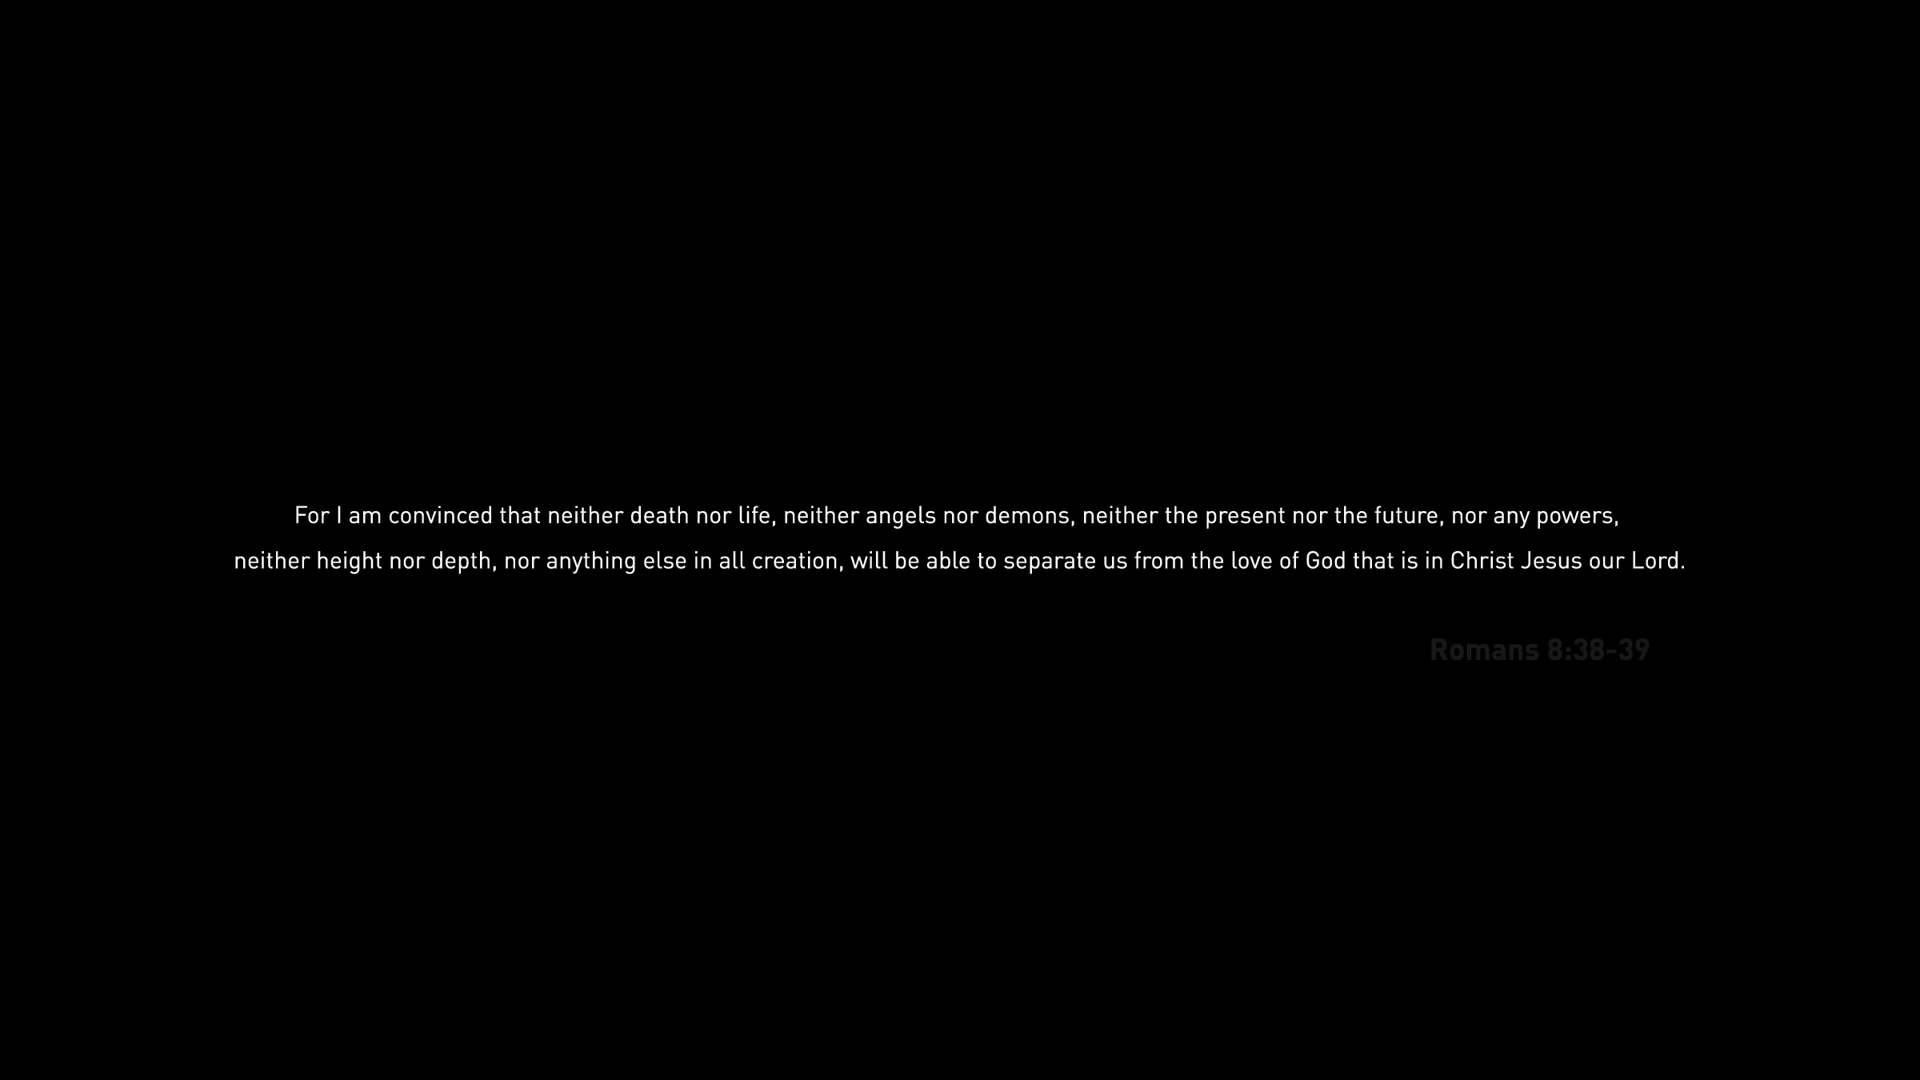 For I am convinced that neither death nor life, neither angels nor demons, neither the present nor the future, nor any powers,
neither height nor depth, nor anything else in all creation, will be able to separate us from the love of God that is in Christ Jesus our Lord.
Romans 8:38-39